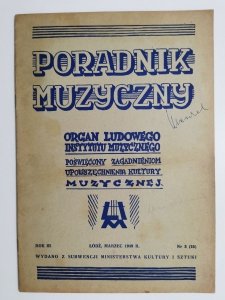 PORADNIK
MUZYCZNY
ORGAN LUDOWEGO
INSTYTUTU MUZYCZNEGO
POŚWIĘCONY ZAGADNIENIOM
UPOWSZECHNIENIA KULTURY
MUZYCZNEJ
ROK III ŁÓDŹ, MARZEC 1949 R. Nr 3
WYDANO Z SUBWENCJI MINISTERSTWA KULTURY I SZTUKI